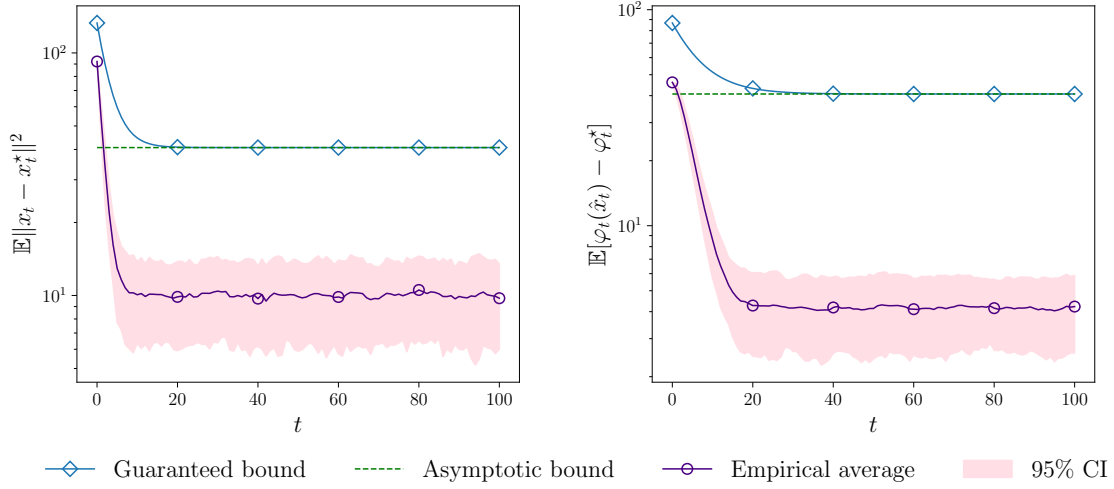 10²
10¹
𝔼‖x_t − x_t^⋆‖²
0 20 40 60 80 100
t
10²
10¹
𝔼[φ_t(x̂_t) − φ_t^⋆]
0 20 40 60 80 100
t
Guaranteed bound Asymptotic bound Empirical average 95% CI